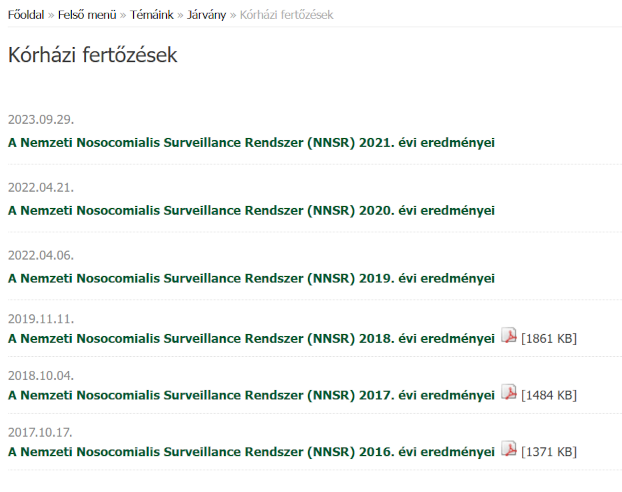 Főoldal » Felső menü » Témáink » Járvány » Kórházi fertőzések
Kórházi fertőzések
2023.09.29.
A Nemzeti Nosocomialis Surveillance Rendszer (NNSR) 2021. évi eredményei
2022.04.21.
A Nemzeti Nosocomialis Surveillance Rendszer (NNSR) 2020. évi eredményei
2022.04.06.
A Nemzeti Nosocomialis Surveillance Rendszer (NNSR) 2019. évi eredményei
2019.11.11.
A Nemzeti Nosocomialis Surveillance Rendszer (NNSR) 2018. évi eredményei [1861 KB]
2018.10.04.
A Nemzeti Nosocomialis Surveillance Rendszer (NNSR) 2017. évi eredményei [1484 KB]
2017.10.17.
A Nemzeti Nosocomialis Surveillance Rendszer (NNSR) 2016. évi eredményei [1371 KB]